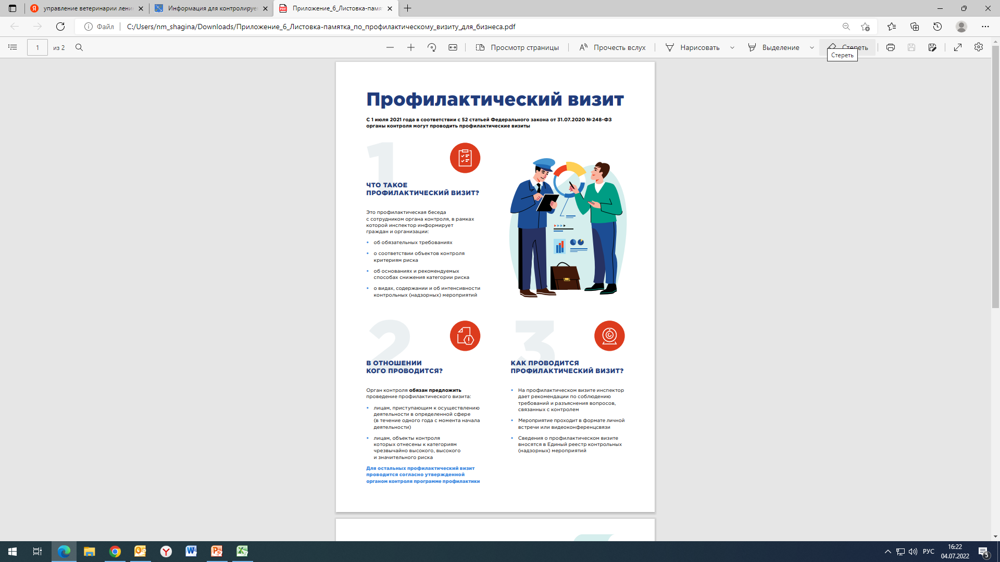 управление ветеринарии лени
Информация для контролируе
Приложение_6_Листовка-памят
Файл
C:/Users/nm_shagina/Downloads/Приложение_6_Листовка-памятка_по_профилактическому_визиту_для_бизнеса.pdf
1 из 2
Просмотр страницы
Прочесть вслух
Нарисовать
Выделение
Стереть
Стереть
Профилактический визит
С 1 июля 2021 года в соответствии с 52 статьей Федерального закона от 31.07.2020 №248-ФЗ
органы контроля могут проводить профилактические визиты
1
ЧТО ТАКОЕ
ПРОФИЛАКТИЧЕСКИЙ ВИЗИТ?
Это профилактическая беседа
с сотрудником органа контроля, в рамках
которой инспектор информирует
граждан и организации:
• об обязательных требованиях
• о соответствии объектов контроля
критериям риска
• об основаниях и рекомендуемых
способах снижения категории риска
• о видах, содержании и об интенсивности
контрольных (надзорных) мероприятий
2
В ОТНОШЕНИИ
КОГО ПРОВОДИТСЯ?
Орган контроля обязан предложить
проведение профилактического визита:
• лицам, приступающим к осуществлению
деятельности в определенной сфере
(в течение одного года с момента начала
деятельности)
• лицам, объекты контроля
которых отнесены к категориям
чрезвычайно высокого, высокого
и значительного риска
Для остальных профилактический визит
проводится согласно утвержденной
органом контроля программе профилактики
3
КАК ПРОВОДИТСЯ
ПРОФИЛАКТИЧЕСКИЙ ВИЗИТ?
• На профилактическом визите инспектор
дает рекомендации по соблюдению
требований и разъяснения вопросов,
связанных с контролем
• Мероприятие проходит в формате личной
встречи или видеоконференцсвязи
• Сведения о профилактическом визите
вносятся в Единый реестр контрольных
(надзорных) мероприятий
РУС
16:22
04.07.2022
5